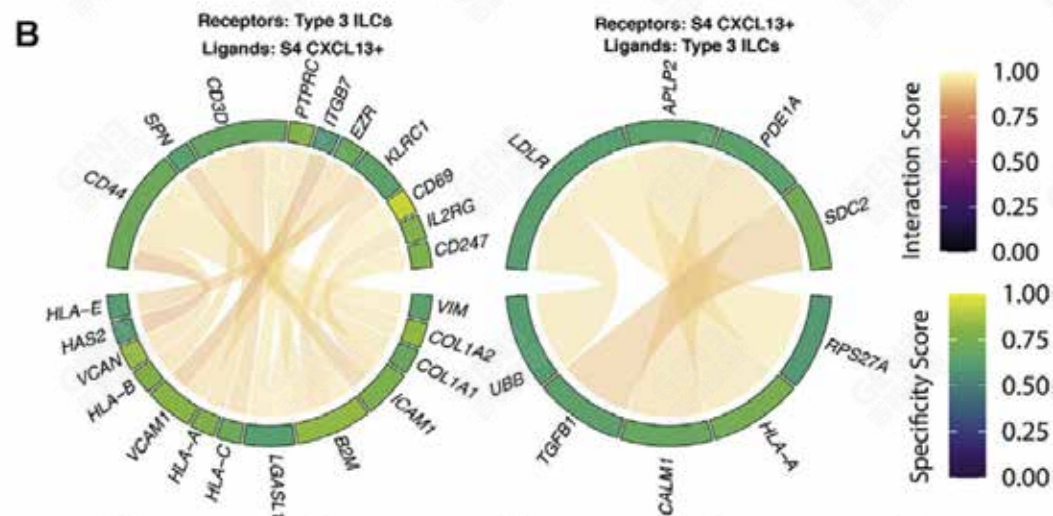 B
Receptors: Type 3 ILCs
Ligands: S4 CXCL13+
CD44
SPN
CD3D
PTPRC
ITGB7
EZR
KLRC1
CD69
IL2RG
CD247
HLA-E
HAS2
VCAN
HLA-B
VCAM1
HLA-A
HLA-C
LGASL1
B2M
ICAM1
COL1A1
COL1A2
VIM
Receptors: S4 CXCL13+
Ligands: Type 3 ILCs
LDLR
APLP2
PDE1A
SDC2
UBB
TGFB1
CALM1
HLA-A
RPS27A
Interaction Score
1.00
0.75
0.50
0.25
0.00
Specificity Score
1.00
0.75
0.50
0.25
0.00